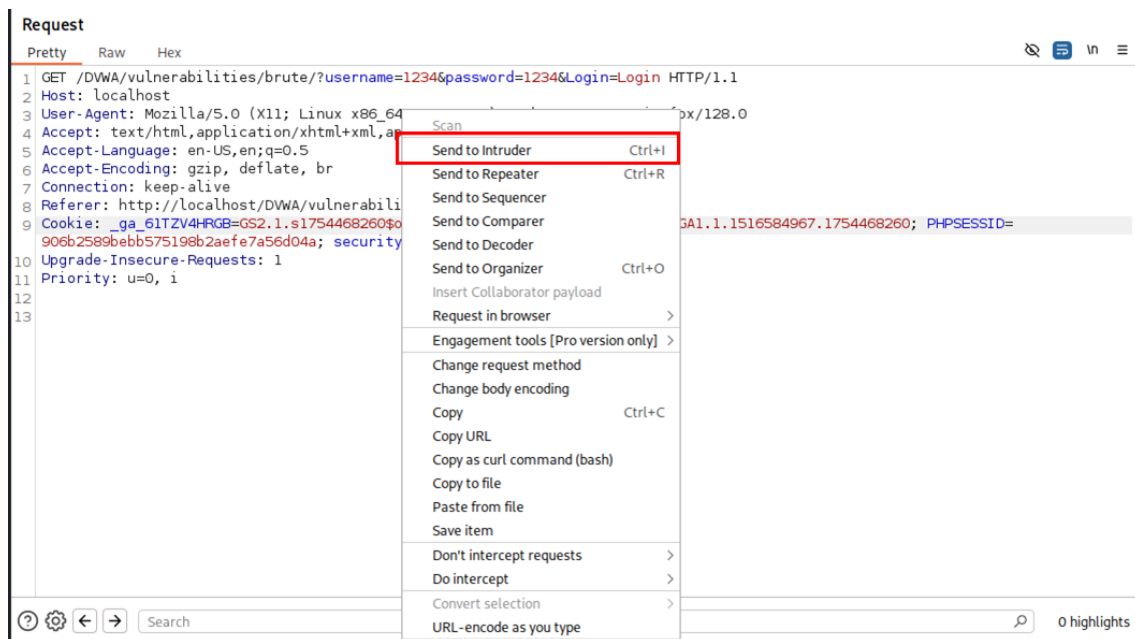 Request
Pretty Raw Hex
\n
1 GET /DVWA/vulnerabilities/brute/?username=1234&password=1234&Login=Login HTTP/1.1
2 Host: localhost
3 User-Agent: Mozilla/5.0 (X11; Linux x86_64 ox/128.0
4 Accept: text/html,application/xhtml+xml,ap
5 Accept-Language: en-US,en;q=0.5
6 Accept-Encoding: gzip, deflate, br
7 Connection: keep-alive
8 Referer: http://localhost/DVWA/vulnerabili
9 Cookie: _ga_61TZV4HRGB=GS2.1.s1754468260$o GA1.1.1516584967.1754468260; PHPSESSID=
906b2589bebb575198b2aefe7a56d04a; security
10 Upgrade-Insecure-Requests: 1
11 Priority: u=0, i
12
13
Scan
Send to Intruder Ctrl+I
Send to Repeater Ctrl+R
Send to Sequencer
Send to Comparer
Send to Decoder
Send to Organizer Ctrl+O
Insert Collaborator payload
Request in browser
Engagement tools [Pro version only]
Change request method
Change body encoding
Copy Ctrl+C
Copy URL
Copy as curl command (bash)
Copy to file
Paste from file
Save item
Don't intercept requests
Do intercept
Convert selection
URL-encode as you type
Search
0 highlights